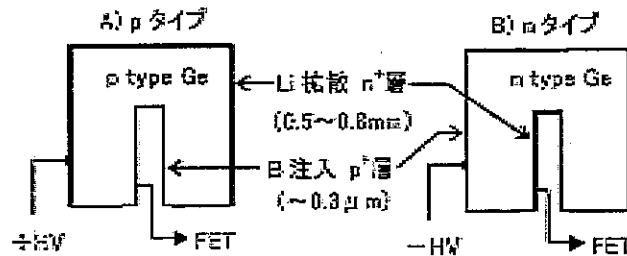 A) p タイプ
B) n タイプ
p type Ge
n type Ge
Li 拡散 n⁺層
(0.5～0.8mm)
B 注入 p⁺層
(～0.3μm)
+HV
FET
−HV
FET